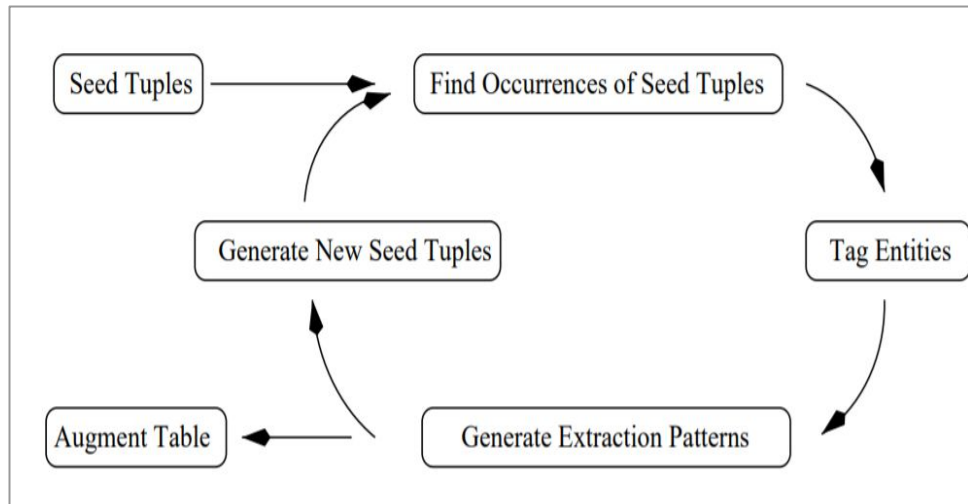 Seed Tuples
Find Occurrences of Seed Tuples
Generate New Seed Tuples
Tag Entities
Augment Table
Generate Extraction Patterns